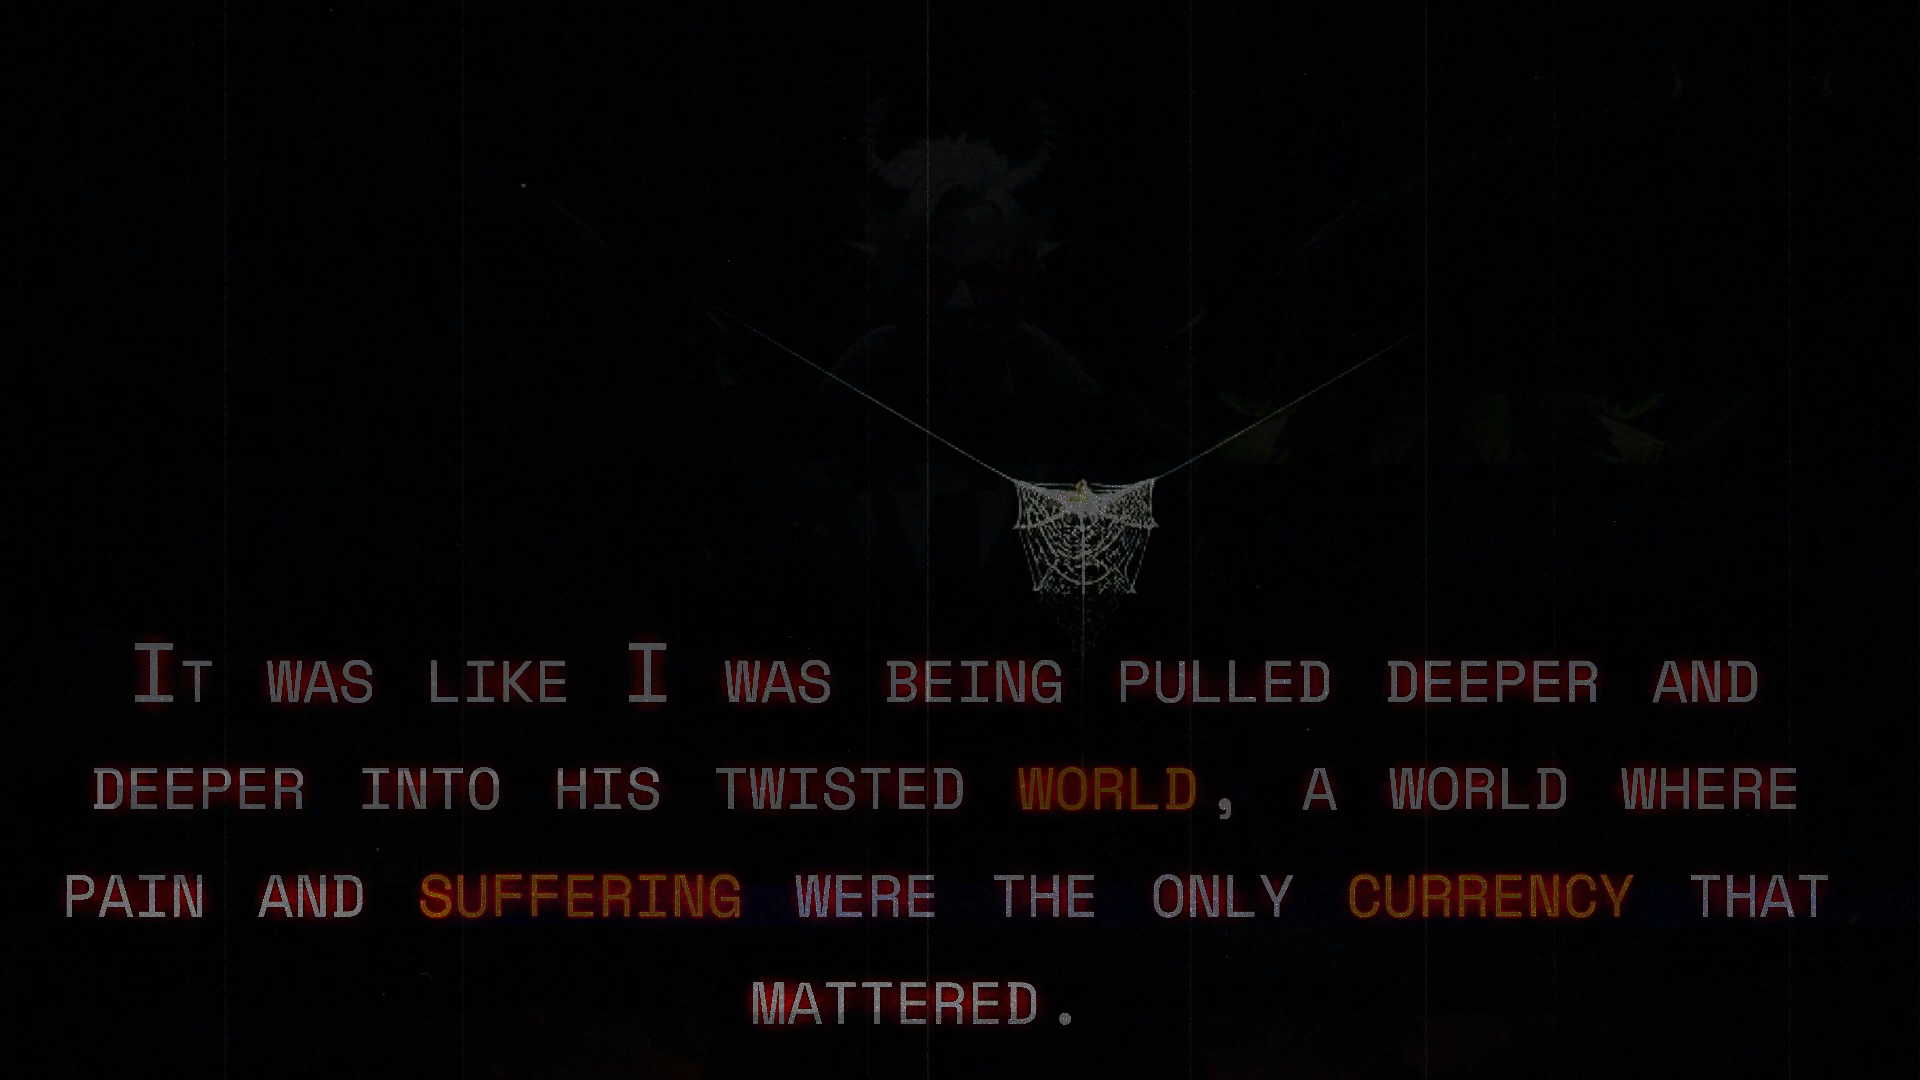 It was like I was being pulled deeper and
deeper into his twisted world, a world where
pain and suffering were the only currency that
mattered.